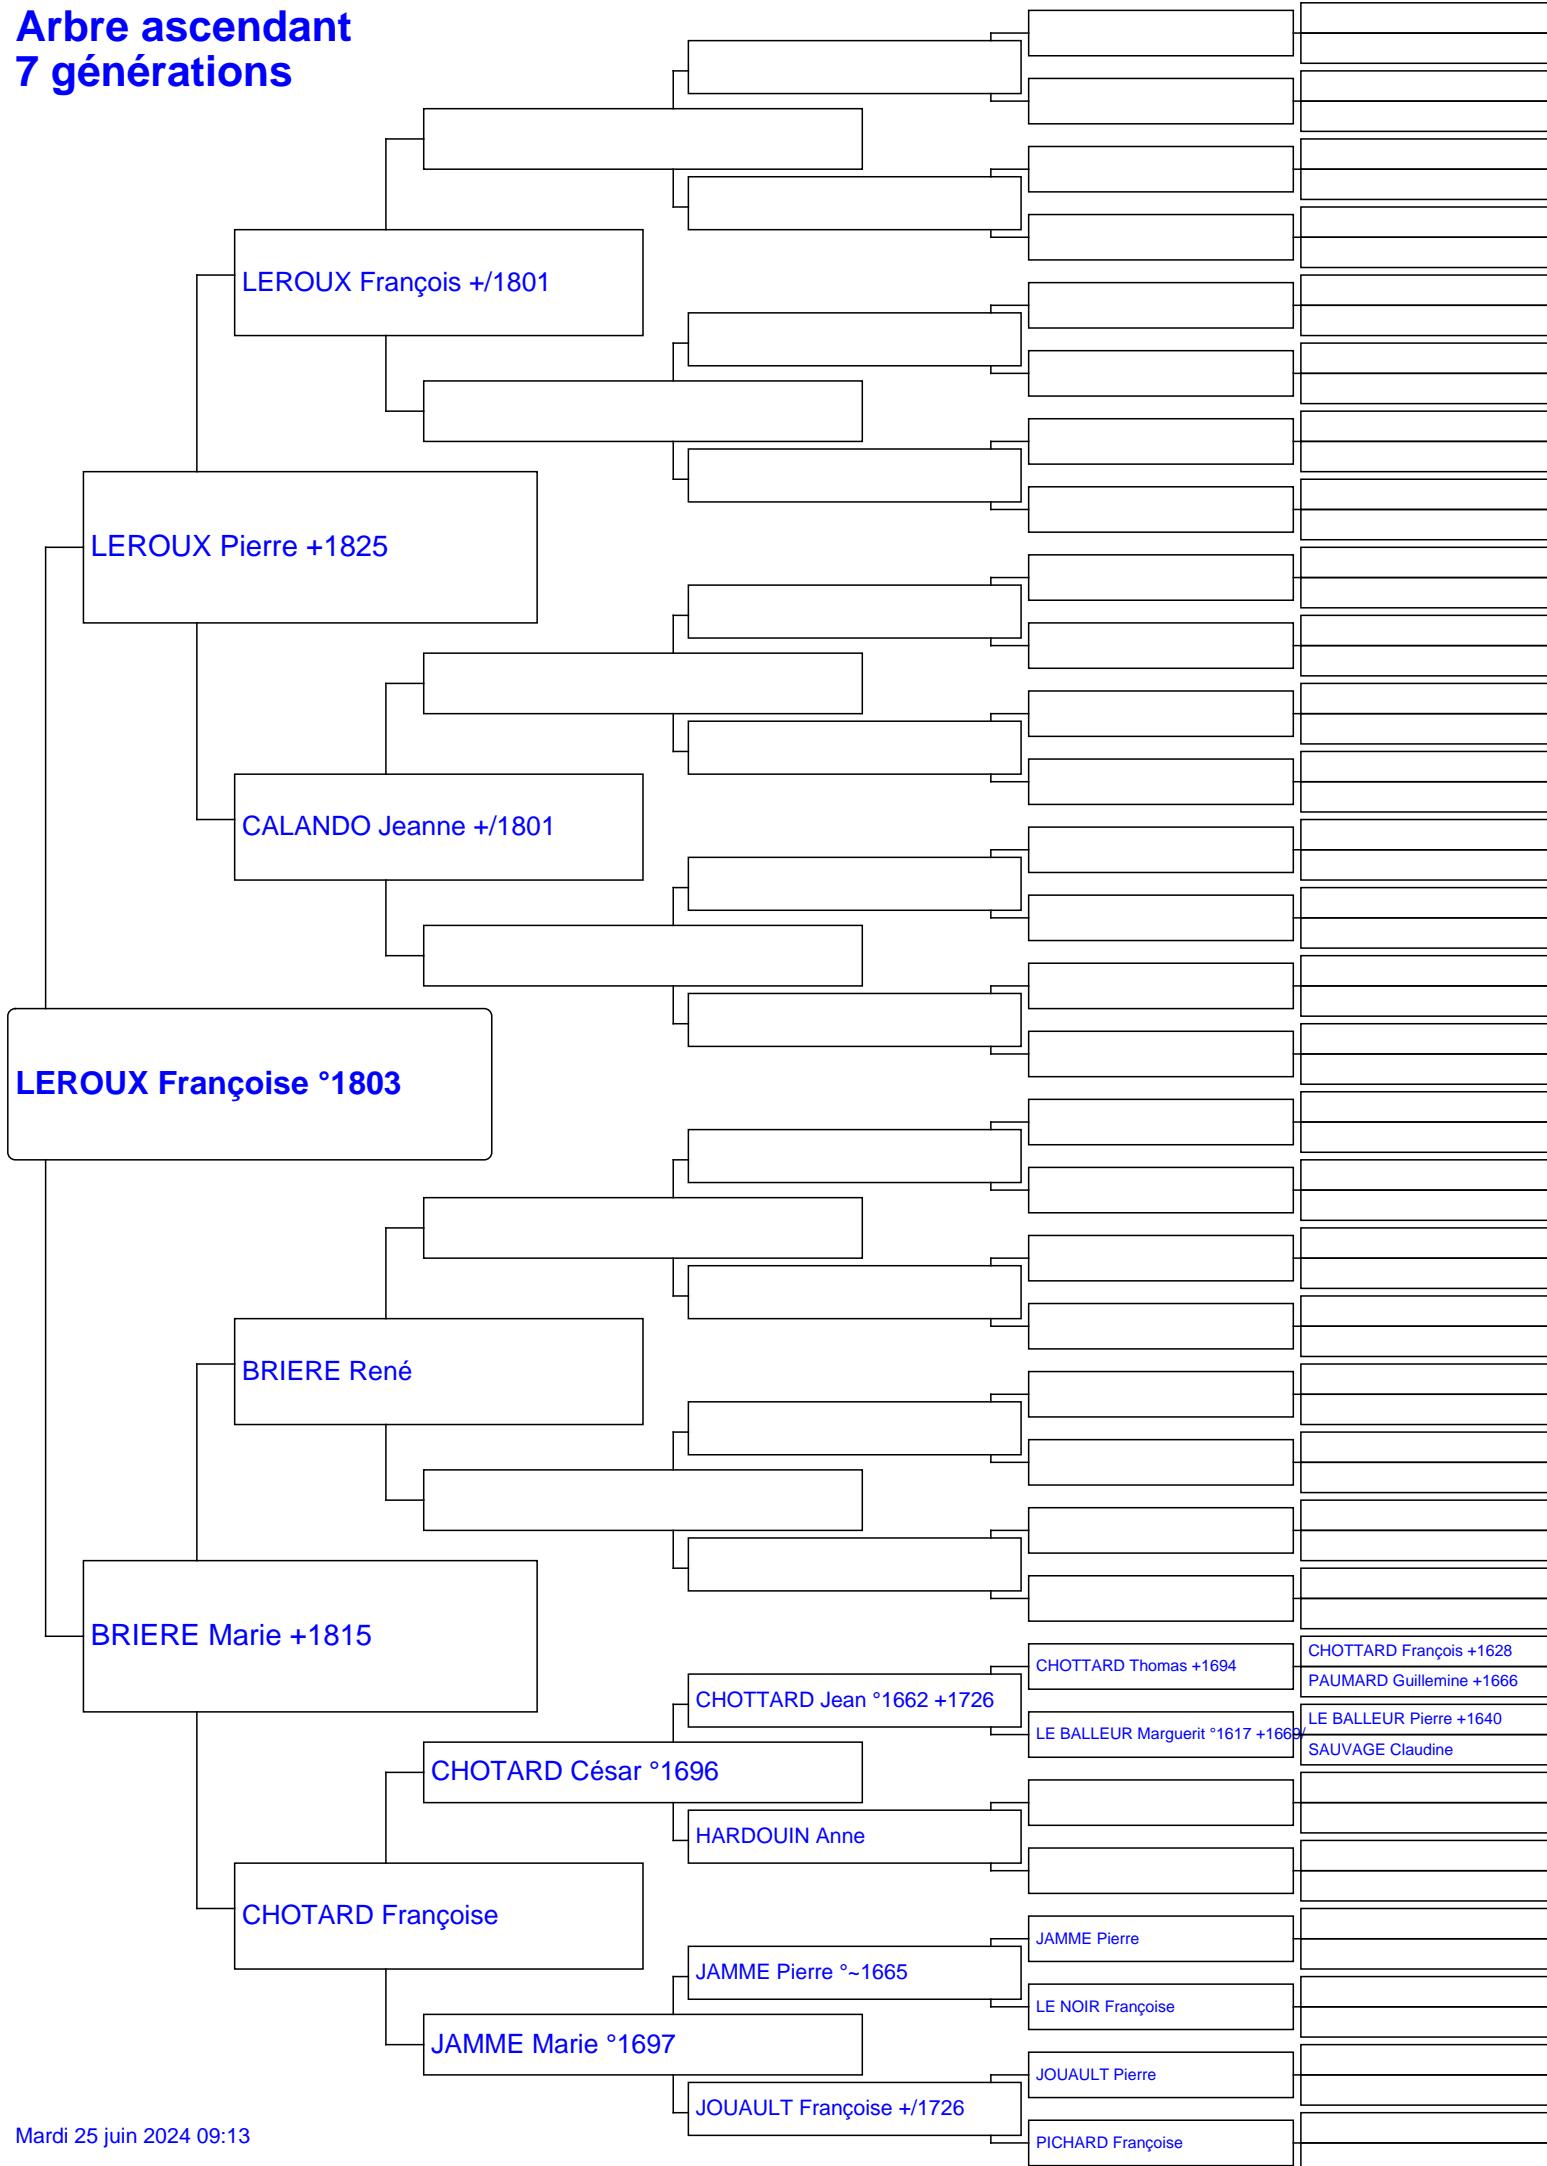 Arbre ascendant
7 générations
LEROUX François +/1801
LEROUX Pierre +1825
CALANDO Jeanne +/1801
LEROUX Françoise °1803
BRIERE René
BRIERE Marie +1815
CHOTTARD Thomas +1694
CHOTTARD François +1628
PAUMARD Guillemine +1666
CHOTTARD Jean °1662 +1726
LE BALLEUR Marguerit °1617 +1669/
LE BALLEUR Pierre +1640
SAUVAGE Claudine
CHOTARD César °1696
HARDOUIN Anne
CHOTARD Françoise
JAMME Pierre
JAMME Pierre °~1665
LE NOIR Françoise
JAMME Marie °1697
JOUAULT Pierre
JOUAULT Françoise +/1726
PICHARD Françoise
Mardi 25 juin 2024 09:13